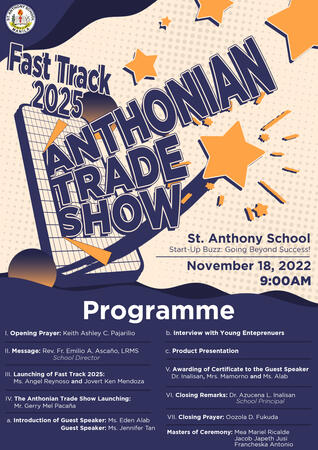 ST. ANTHONY SCHOOL
MANILA
Fast Track
2025
ANTHONIAN
TRADE
SHOW
St. Anthony School
Start-Up Buzz: Going Beyond Success!
November 18, 2022
9:00AM
Programme
I. Opening Prayer: Keith Ashley C. Pajarilio
II. Message: Rev. Fr. Emilio A. Ascaño, LRMS
School Director
III. Launching of Fast Track 2025:
Ms. Angel Reynoso and Jovert Ken Mendoza
IV. The Anthonian Trade Show Launching:
Mr. Gerry Mel Pacaña
a. Introduction of Guest Speaker: Ms. Eden Alab
Guest Speaker: Ms. Jennifer Tan
b. Interview with Young Enteprenuers
c. Product Presentation
V. Awarding of Certificate to the Guest Speaker
Dr. Inalisan, Mrs. Mamorno and Ms. Alab
VI. Closing Remarks: Dr. Azucena L. Inalisan
School Principal
VII. Closing Prayer: Oozola D. Fukuda
Masters of Ceremony: Mea Mariel Ricalde
Jacob Japeth Jusi
Francheska Antonio